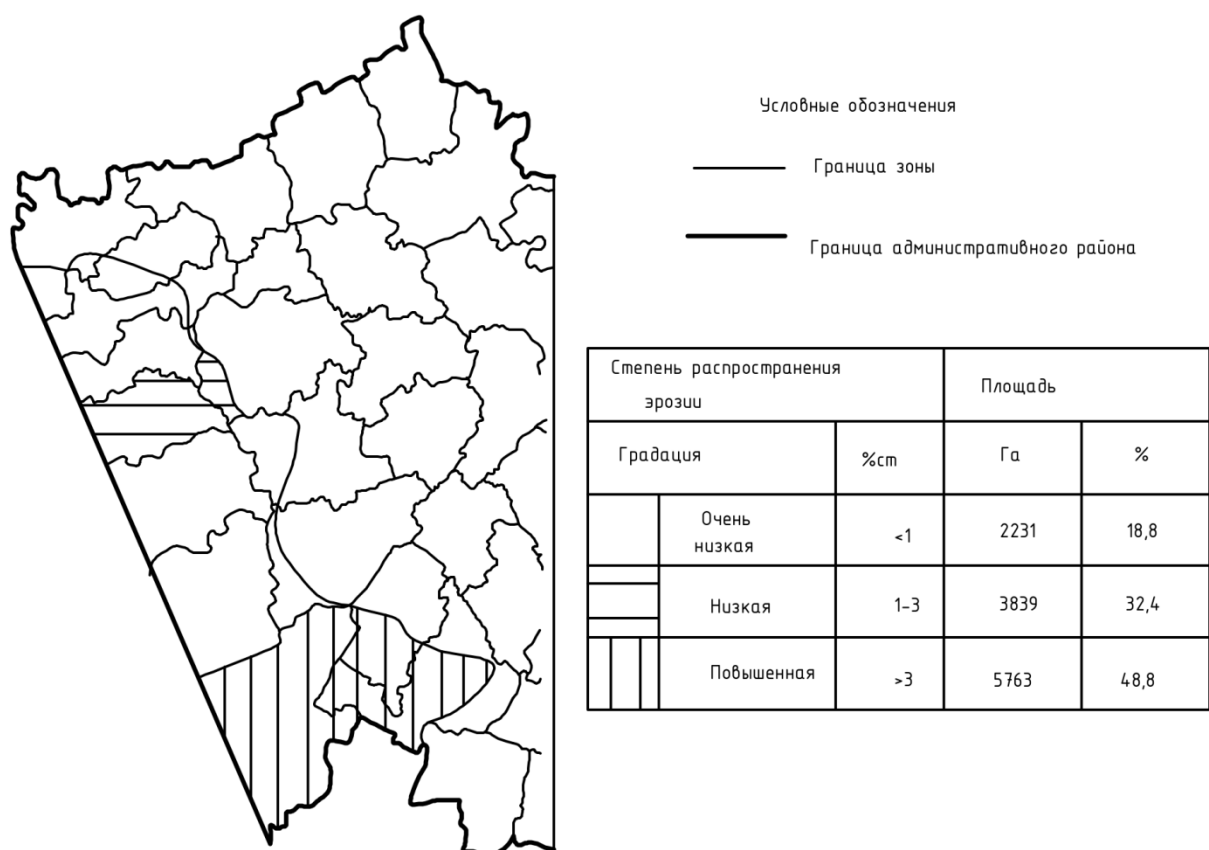 Условные обозначения
Граница зоны
Граница административного района
Степень распространения
эрозии
Площадь
Градация
%ст
Га
%
Очень
низкая
<1
2231
18,8
Низкая
1-3
3839
32,4
Повышенная
>3
5763
48,8